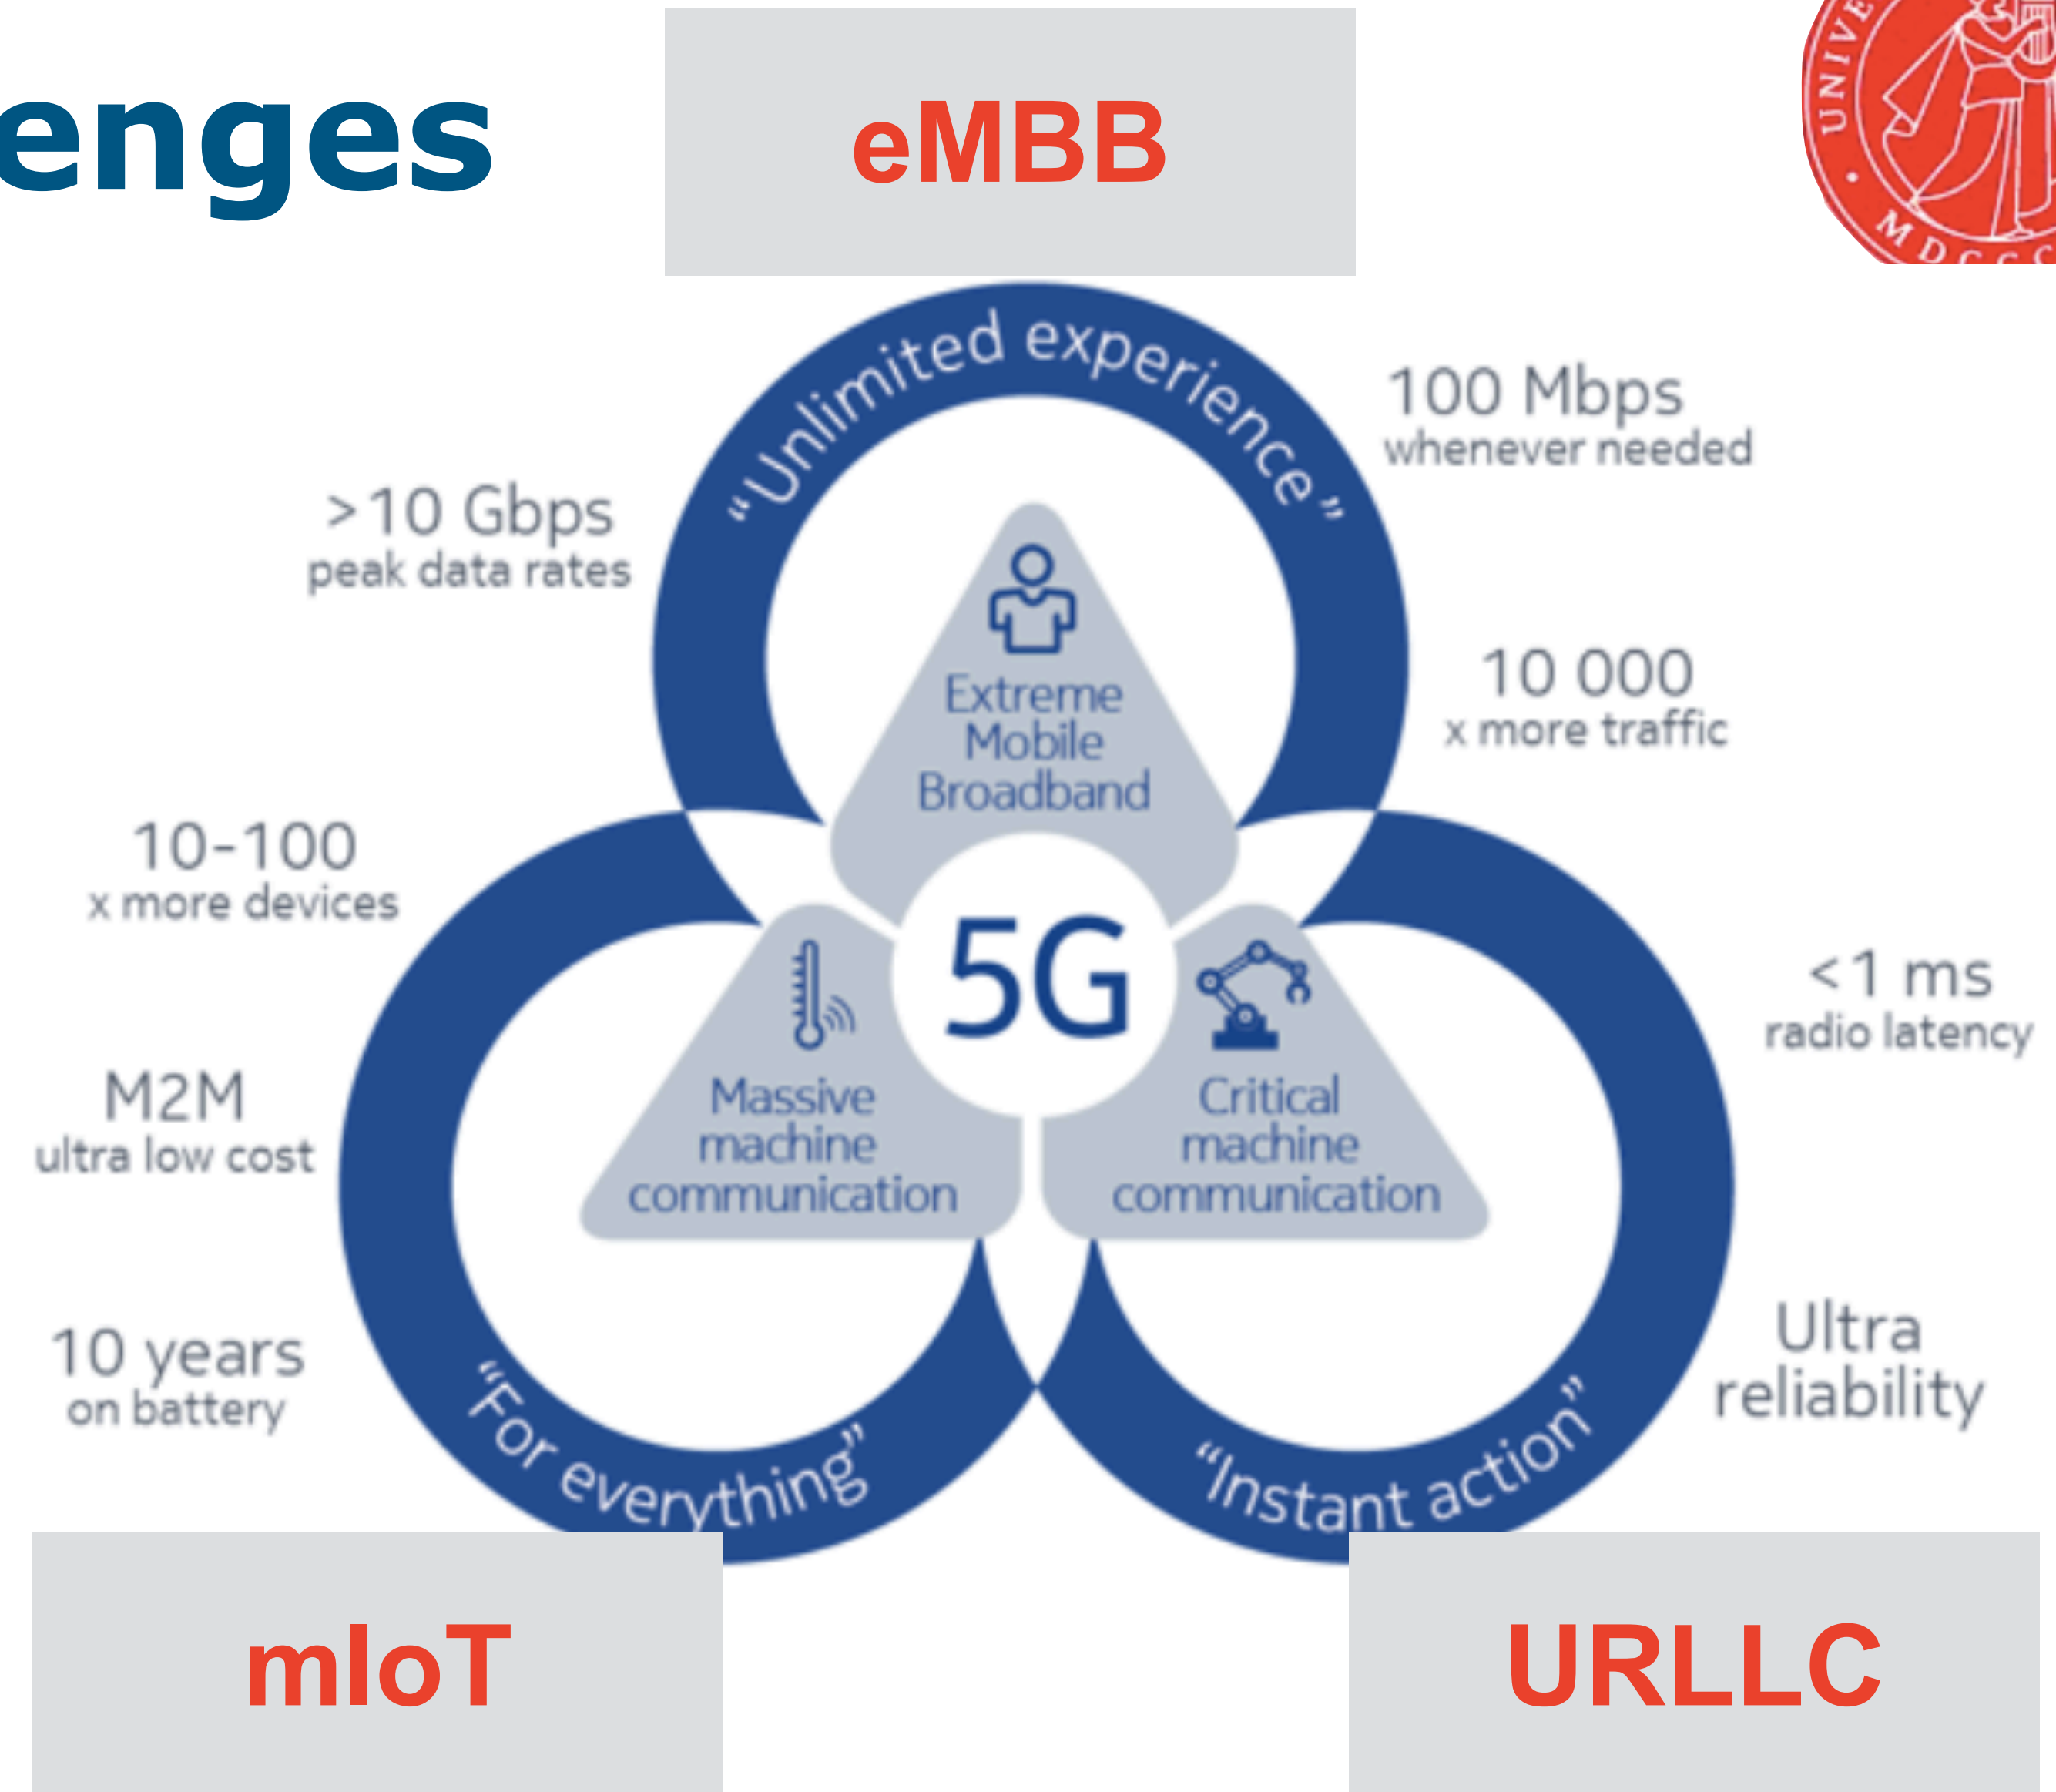 enges
eMBB
UNIVE
MDCCC
“Unlimited experience”
100 Mbps
whenever needed
>10 Gbps
peak data rates
Extreme
Mobile
Broadband
10 000
x more traffic
10-100
x more devices
5G
<1 ms
radio latency
M2M
ultra low cost
Massive
machine
communication
Critical
machine
communication
10 years
on battery
Ultra
reliability
“For everything”
“Instant action”
mIoT
URLLC